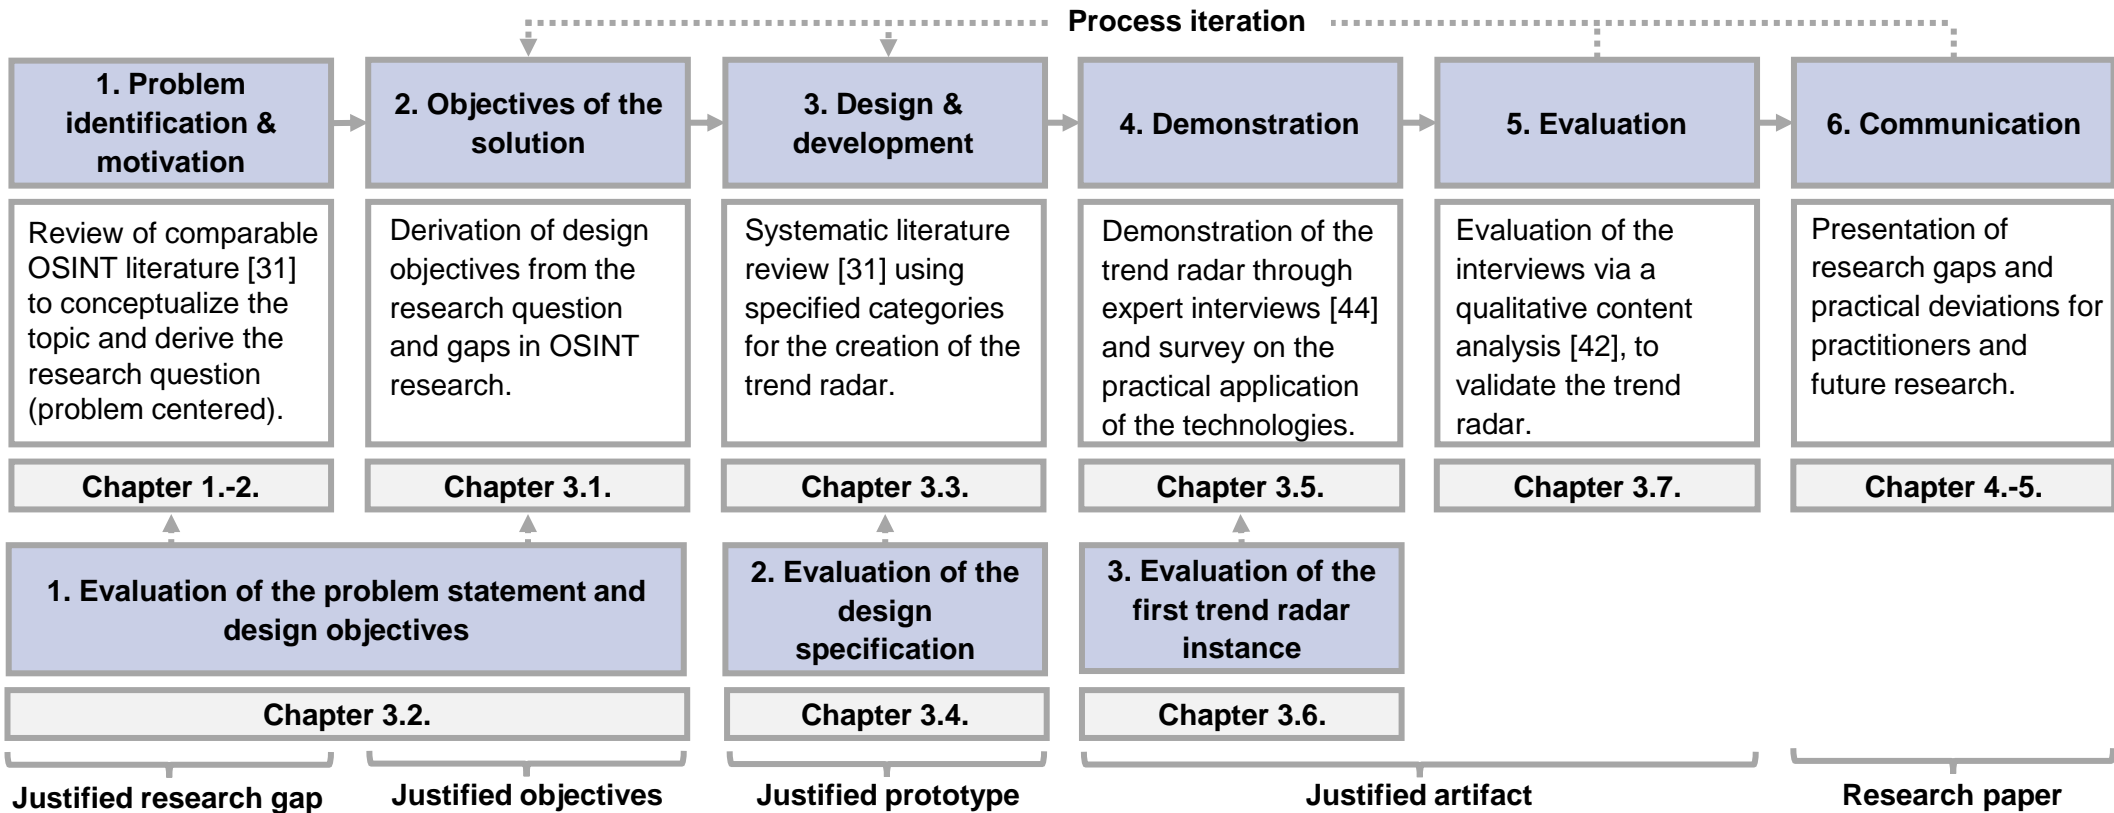 Process iteration
1. Problem
identification &
motivation
2. Objectives of the
solution
3. Design &
development
4. Demonstration
5. Evaluation
6. Communication
Review of comparable
OSINT literature [31]
to conceptualize the
topic and derive the
research question
(problem centered).
Derivation of design
objectives from the
research question
and gaps in OSINT
research.
Systematic literature
review [31] using
specified categories
for the creation of the
trend radar.
Demonstration of the
trend radar through
expert interviews [44]
and survey on the
practical application
of the technologies.
Evaluation of the
interviews via a
qualitative content
analysis [42], to
validate the trend
radar.
Presentation of
research gaps and
practical deviations for
practitioners and
future research.
Chapter 1.-2.
Chapter 3.1.
Chapter 3.3.
Chapter 3.5.
Chapter 3.7.
Chapter 4.-5.
1. Evaluation of the problem statement and
design objectives
2. Evaluation of the
design
specification
3. Evaluation of the
first trend radar
instance
Chapter 3.2.
Chapter 3.4.
Chapter 3.6.
Justified research gap
Justified objectives
Justified prototype
Justified artifact
Research paper